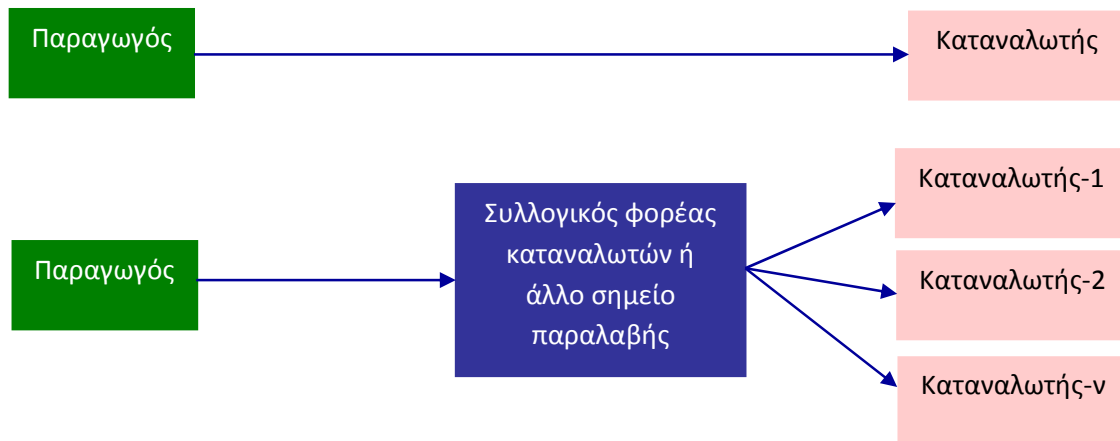 Παραγωγός
Καταναλωτής
Παραγωγός
Συλλογικός φορέας
καταναλωτών ή
άλλο σημείο
παραλαβής
Καταναλωτής-1
Καταναλωτής-2
Καταναλωτής-ν